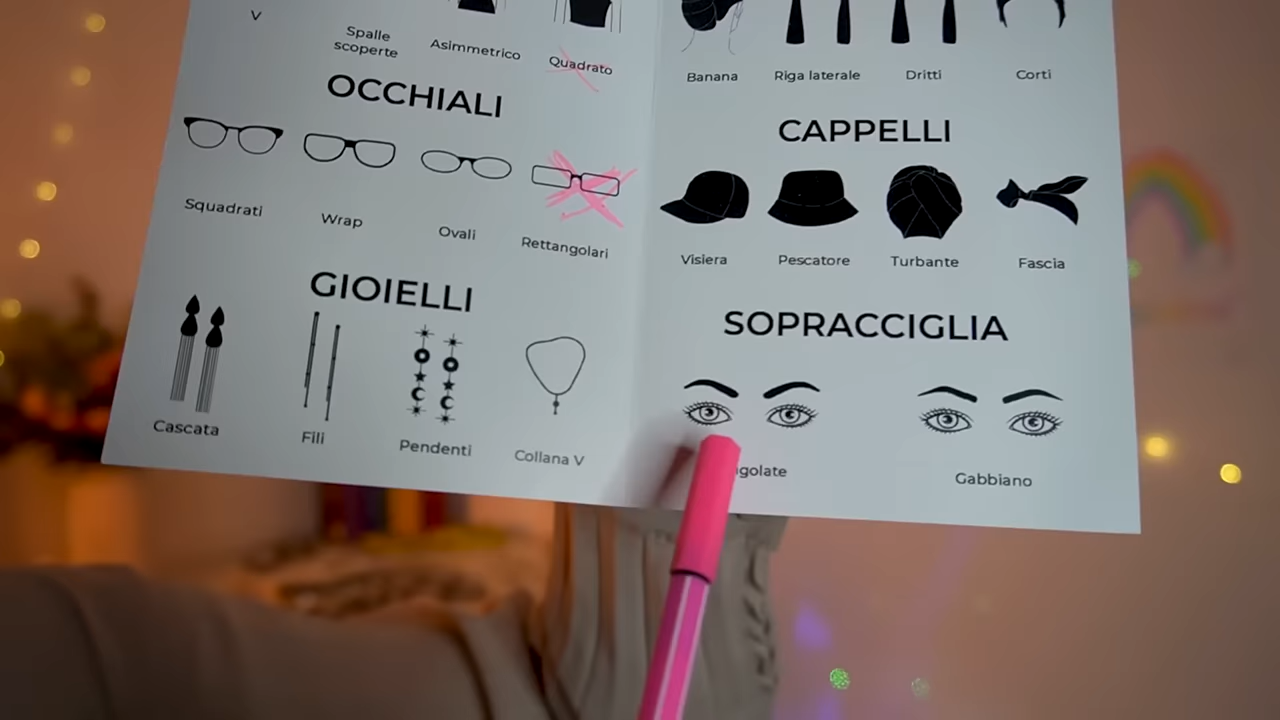 V
Spalle
scoperte
Asimmetrico
Quadrato
OCCHIALI
Squadrati
Wrap
Ovali
Rettangolari
GIOIELLI
Cascata
Fili
Pendenti
Collana V
Banana
Riga laterale
Dritti
Corti
CAPPELLI
Visiera
Pescatore
Turbante
Fascia
SOPRACCIGLIA
golate
Gabbiano